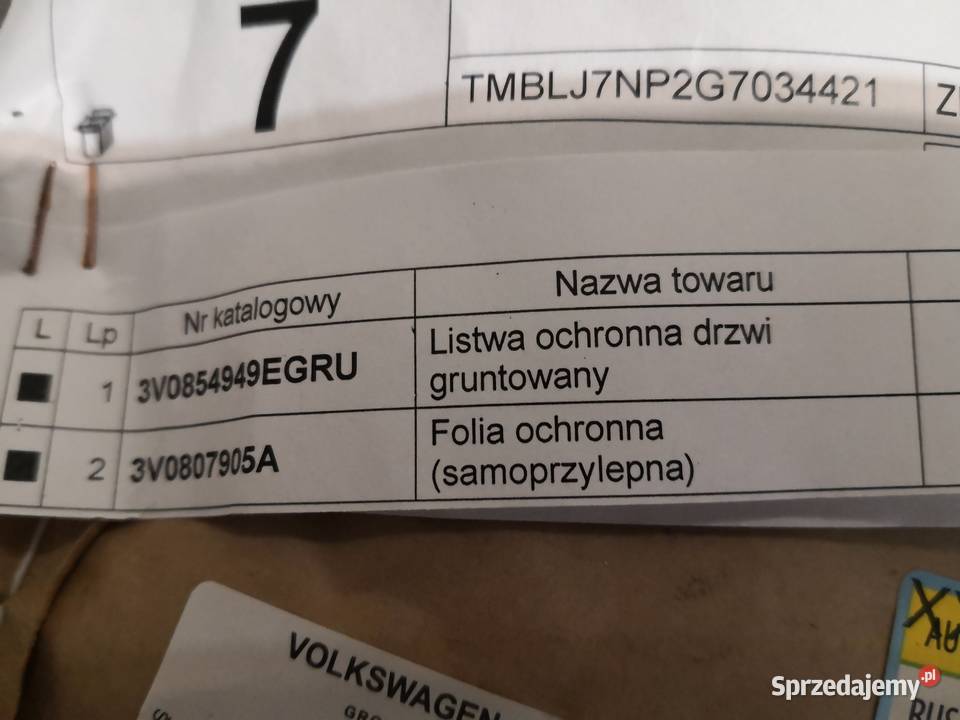 7
TMBLJ7NP2G7034421
L Lp Nr katalogowy Nazwa towaru
1 3V0854949EGRU Listwa ochronna drzwi
gruntowany
2 3V0807905A Folia ochronna
(samoprzylepna)
VOLKSWAGEN
Sprzedajemy.pl